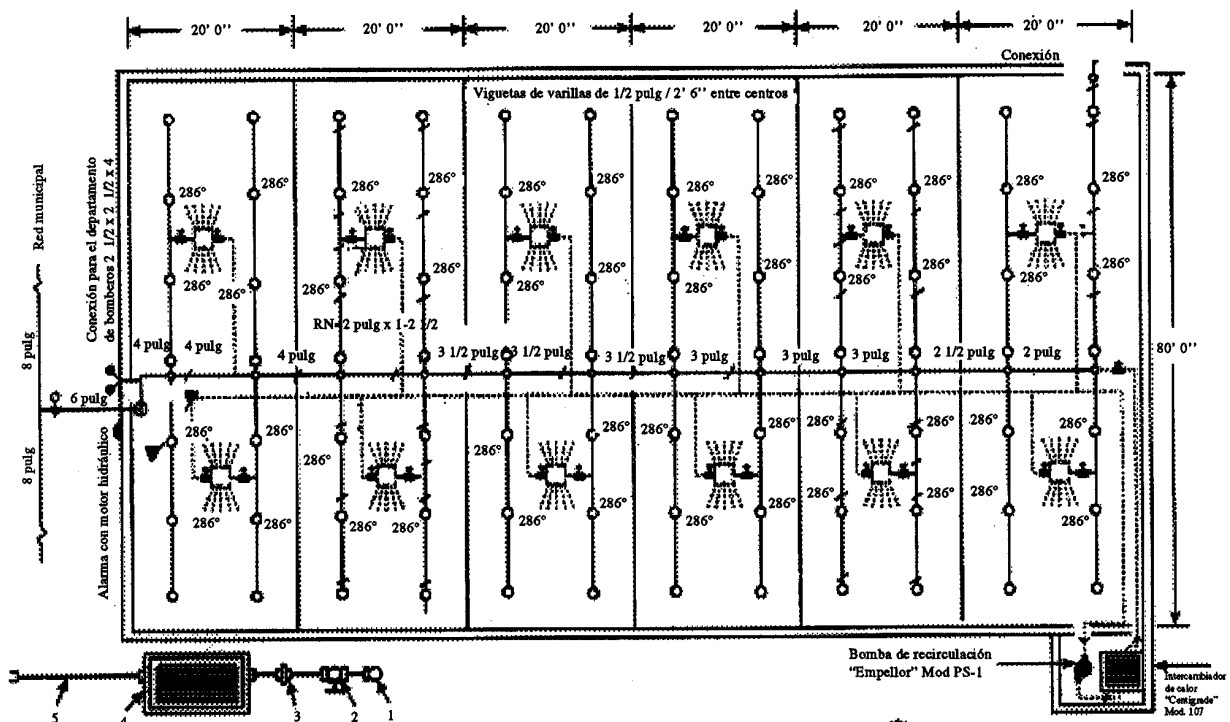 20' 0'' 20' 0'' 20' 0'' 20' 0'' 20' 0'' 20' 0''
Conexión
Viguetas de varillas de 1/2 pulg / 2' 6'' entre centros
Red municipal
Conexión para el departamento
de bomberos 2 1/2 x 2 1/2 x 4
286° 286° 286° 286° 286° 286° 286° 286° 286° 286°
286° 286° 286° 286° 286° 286° 286° 286° 286° 286° 286°
RN=2 pulg x 1-2 1/2
8 pulg
4 pulg 4 pulg 4 pulg 3 1/2 pulg 3 1/2 pulg 3 1/2 pulg 3 pulg 3 pulg 3 pulg 2 1/2 pulg 2 pulg
80' 0''
6 pulg
8 pulg
Alarma con motor hidráulico
286° 286° 286° 286° 286° 286° 286° 286° 286° 286°
286° 286° 286° 286° 286° 286° 286° 286° 286° 286° 286° 286°
Bomba de recirculación
"Empellor" Mod PS-1
Intercambiador
de calor
"Centigrade"
Mod. 107
5 4 3 2 1